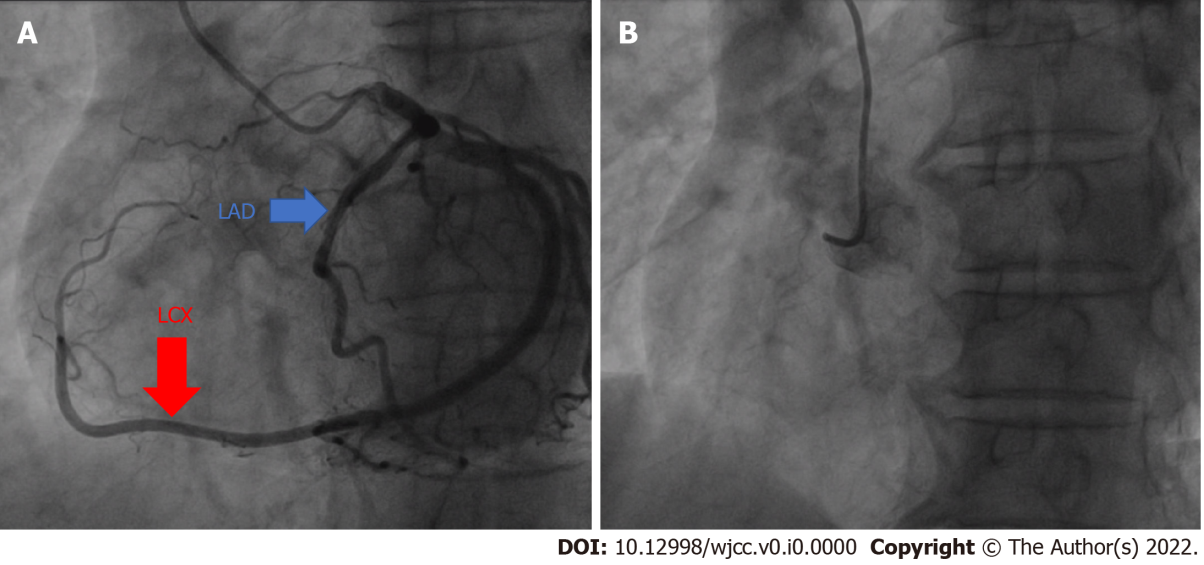 A
B
LAD
LCX
DOI: 10.12998/wjcc.v0.i0.0000 Copyright © The Author(s) 2022.